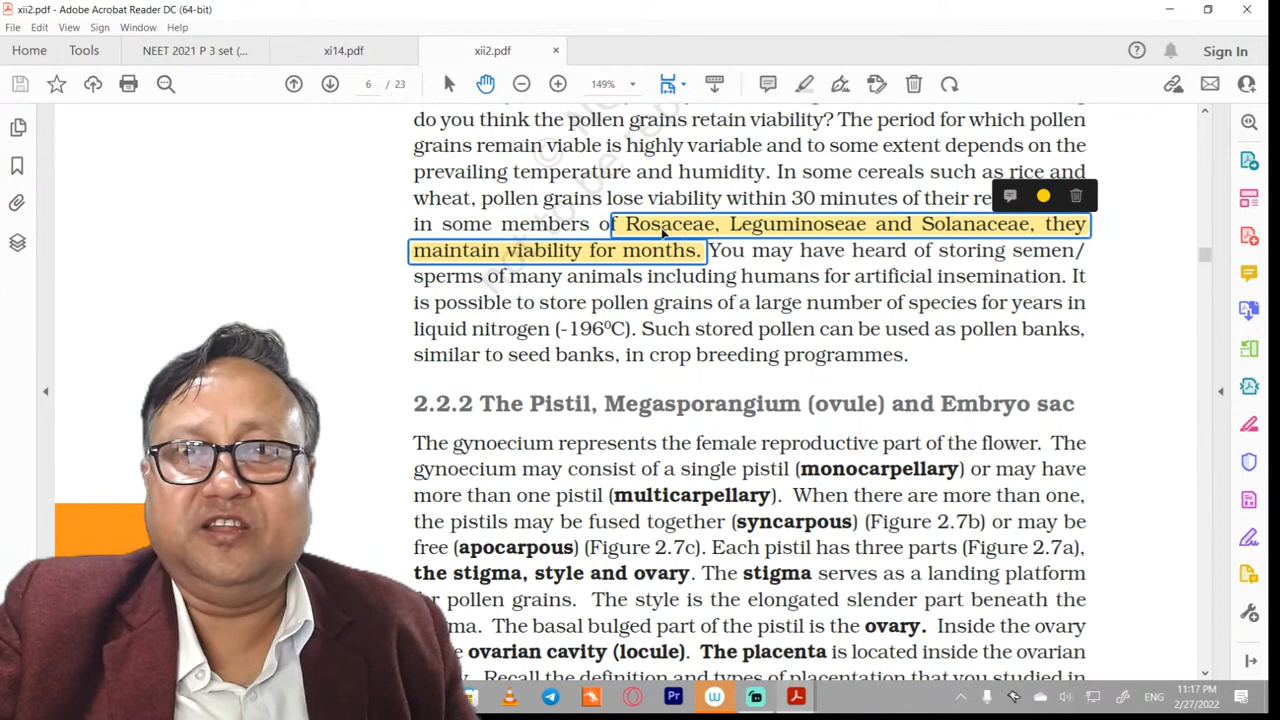 xii2.pdf - Adobe Acrobat Reader DC (64-bit)
File Edit View Sign Window Help
Home Tools NEET 2021 P 3 set (... xi14.pdf xii2.pdf × Sign In
6 / 23 149%
do you think the pollen grains retain viability? The period for which pollen
grains remain viable is highly variable and to some extent depends on the
prevailing temperature and humidity. In some cereals such as rice and
wheat, pollen grains lose viability within 30 minutes of their
in some members of Rosaceae, Leguminoseae and Solanaceae, they
maintain viability for months. You may have heard of storing semen/
sperms of many animals including humans for artificial insemination. It
is possible to store pollen grains of a large number of species for years in
liquid nitrogen (-196⁰C). Such stored pollen can be used as pollen banks,
similar to seed banks, in crop breeding programmes.
2.2.2 The Pistil, Megasporangium (ovule) and Embryo sac
The gynoecium represents the female reproductive part of the flower. The
gynoecium may consist of a single pistil (monocarpellary) or may have
more than one pistil (multicarpellary). When there are more than one,
the pistils may be fused together (syncarpous) (Figure 2.7b) or may be
free (apocarpous) (Figure 2.7c). Each pistil has three parts (Figure 2.7a),
the stigma, style and ovary. The stigma serves as a landing platform
pollen grains. The style is the elongated slender part beneath the
The basal bulged part of the pistil is the ovary. Inside the ovary
ovarian cavity (locule). The placenta is located inside the ovarian
Recall the definition and types of placentation that you studied in
ENG 11:17 PM
2/27/2022